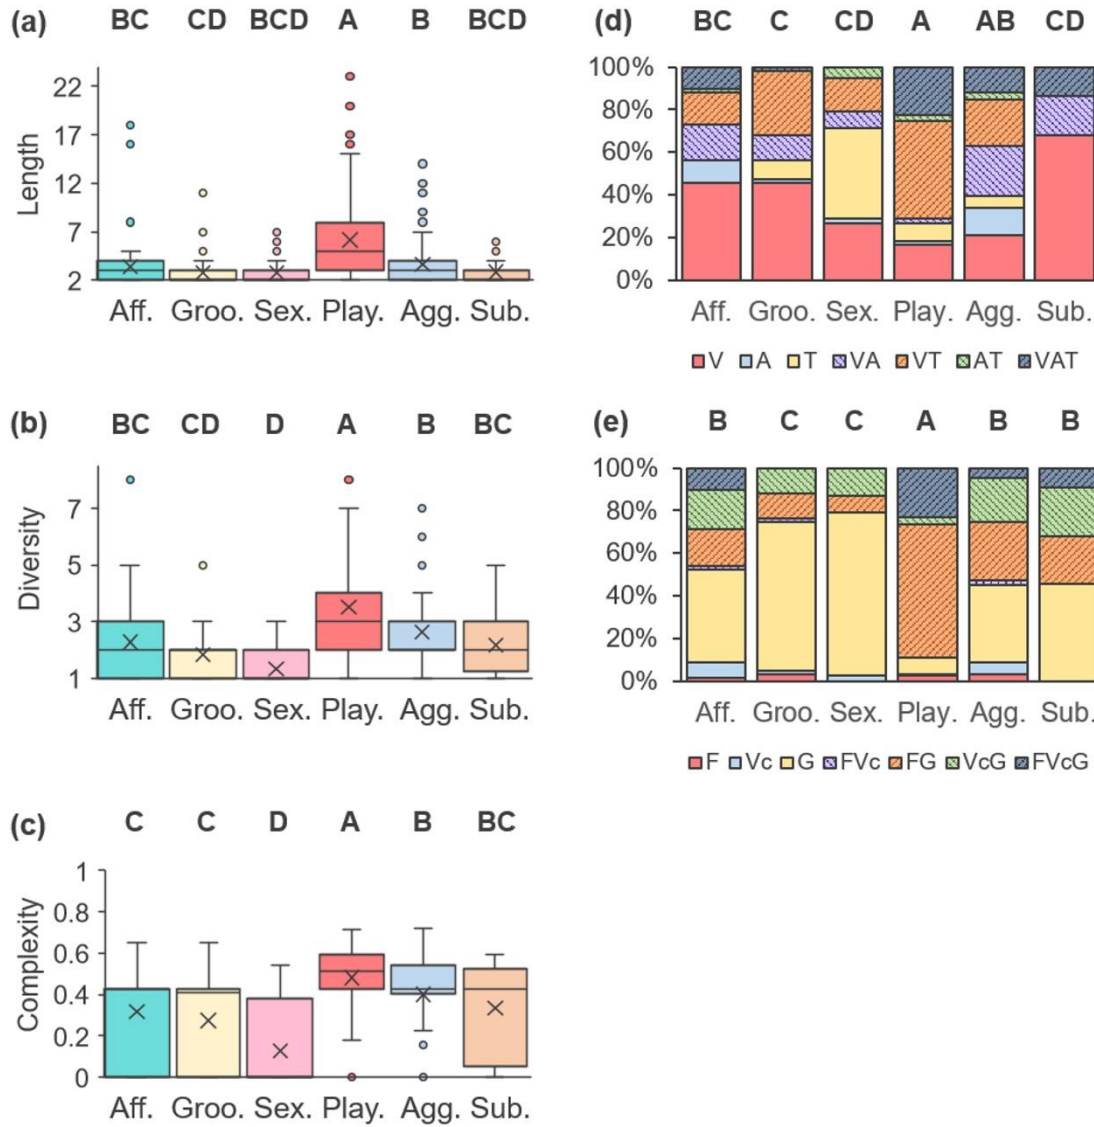 (a) BC CD BCD A B BCD
22
17
12
7
2
Length
Aff. Groo. Sex. Play. Agg. Sub.
(d) BC C CD A AB CD
100%
80%
60%
40%
20%
0%
Aff. Groo. Sex. Play. Agg. Sub.
V A T VA VT AT VAT
(b) BC CD D A B BC
7
5
3
1
Diversity
Aff. Groo. Sex. Play. Agg. Sub.
(e) B C C A B B
100%
80%
60%
40%
20%
0%
Aff. Groo. Sex. Play. Agg. Sub.
F Vc G FVc FG VcG FVcG
(c) C C D A B BC
1
0.8
0.6
0.4
0.2
0
Complexity
Aff. Groo. Sex. Play. Agg. Sub.